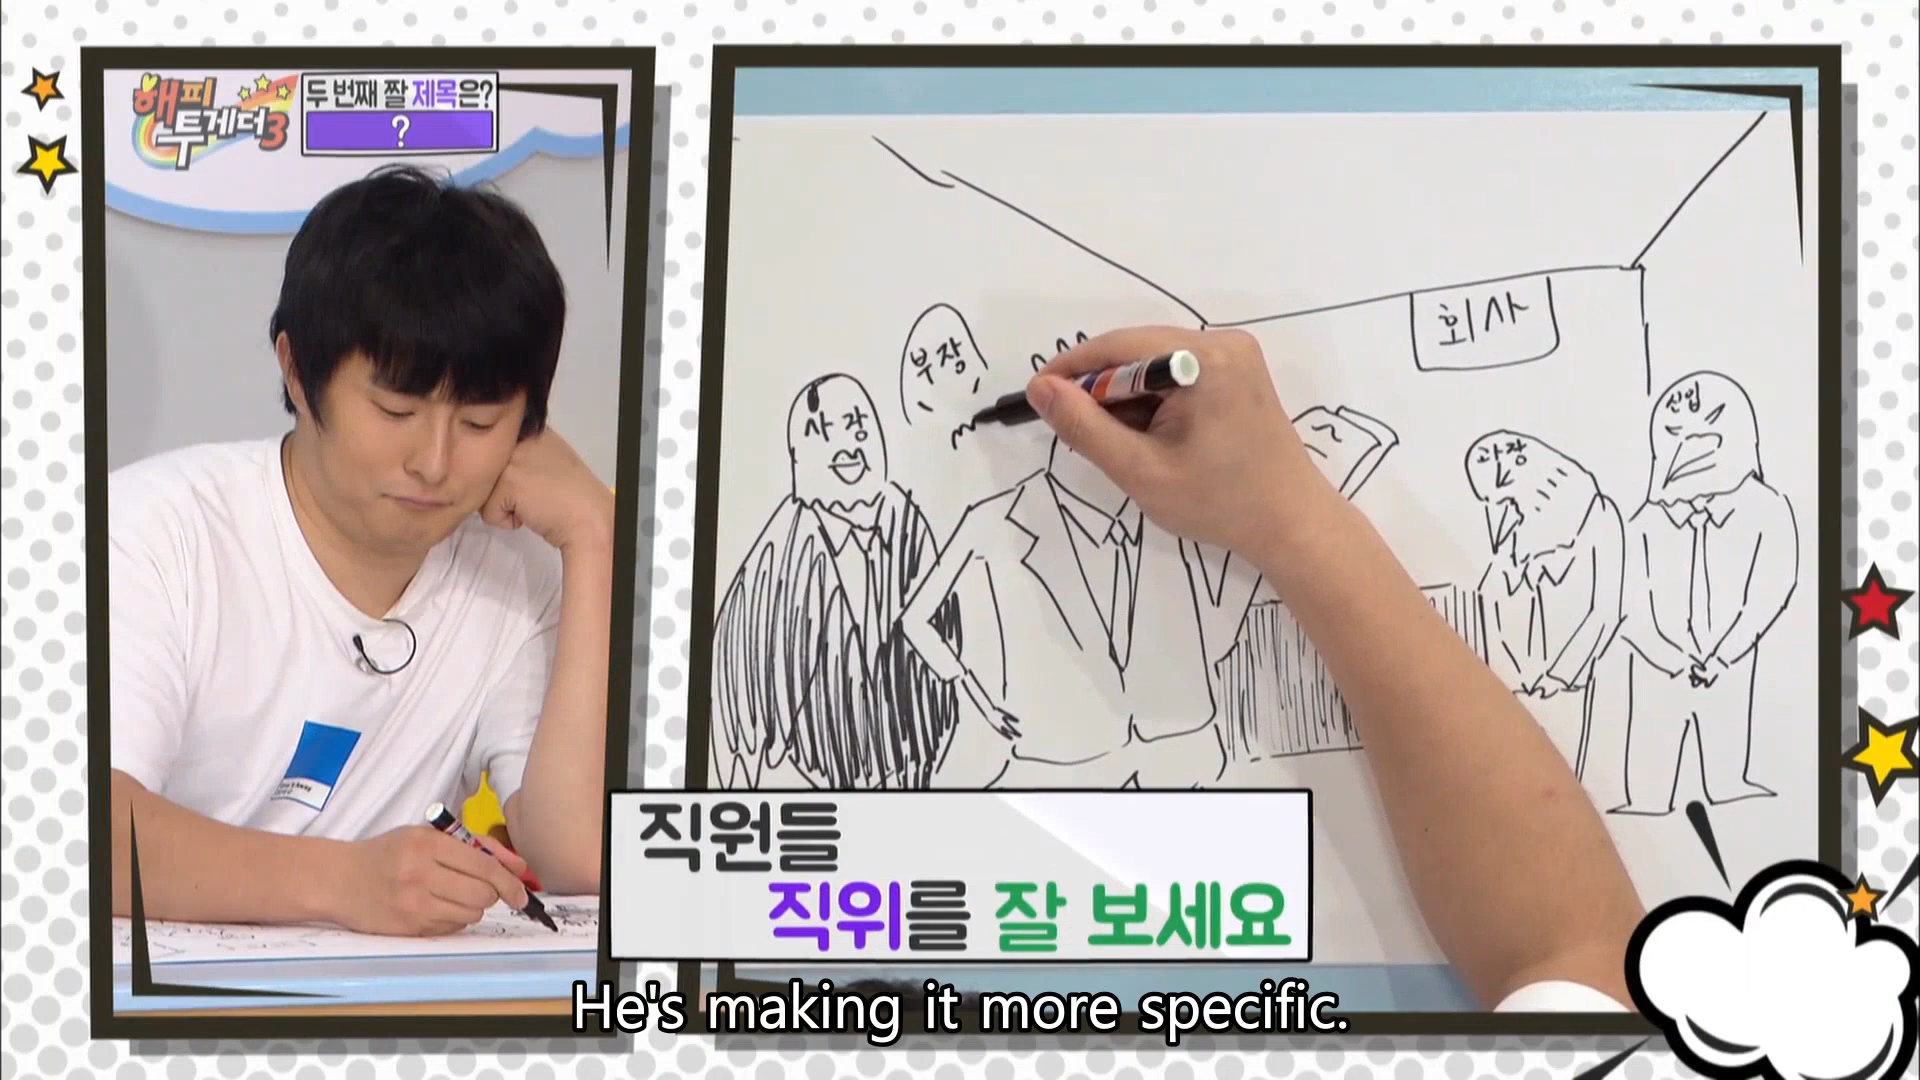 해피
투게더3
두 번째 짤 제목은?
?
회사
부장
사장
과장
신입
직원들
직위를 잘 보세요
He's making it more specific.